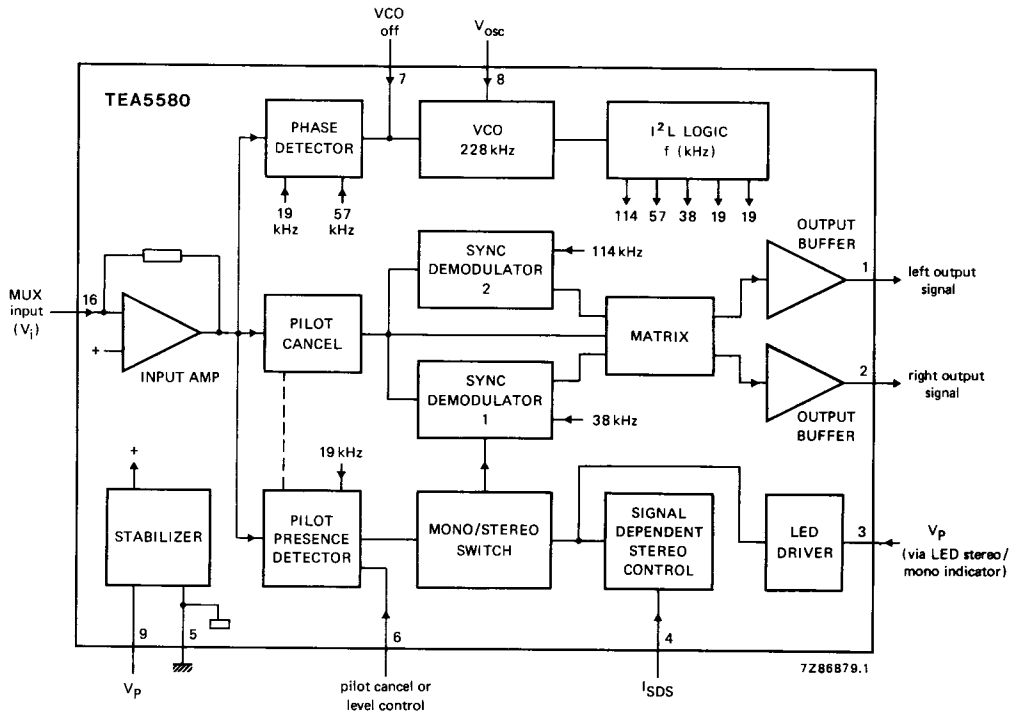 VCO
off
Vosc
7
8
TEA5580
PHASE
DETECTOR
VCO
228 kHz
I²L LOGIC
f (kHz)
19
kHz
57
kHz
114 57 38 19 19
OUTPUT
BUFFER
SYNC
DEMODULATOR
2
114 kHz
1
left output
signal
MUX
input
(Vi)
16
+
INPUT AMP
PILOT
CANCEL
MATRIX
SYNC
DEMODULATOR
1
38 kHz
2
right output
signal
OUTPUT
BUFFER
+
STABILIZER
19 kHz
PILOT
PRESENCE
DETECTOR
MONO/STEREO
SWITCH
SIGNAL
DEPENDENT
STEREO
CONTROL
LED
DRIVER
3
VP
(via LED stereo/
mono indicator)
9
5
6
4
7Z86879.1
VP
pilot cancel or
level control
ISDS